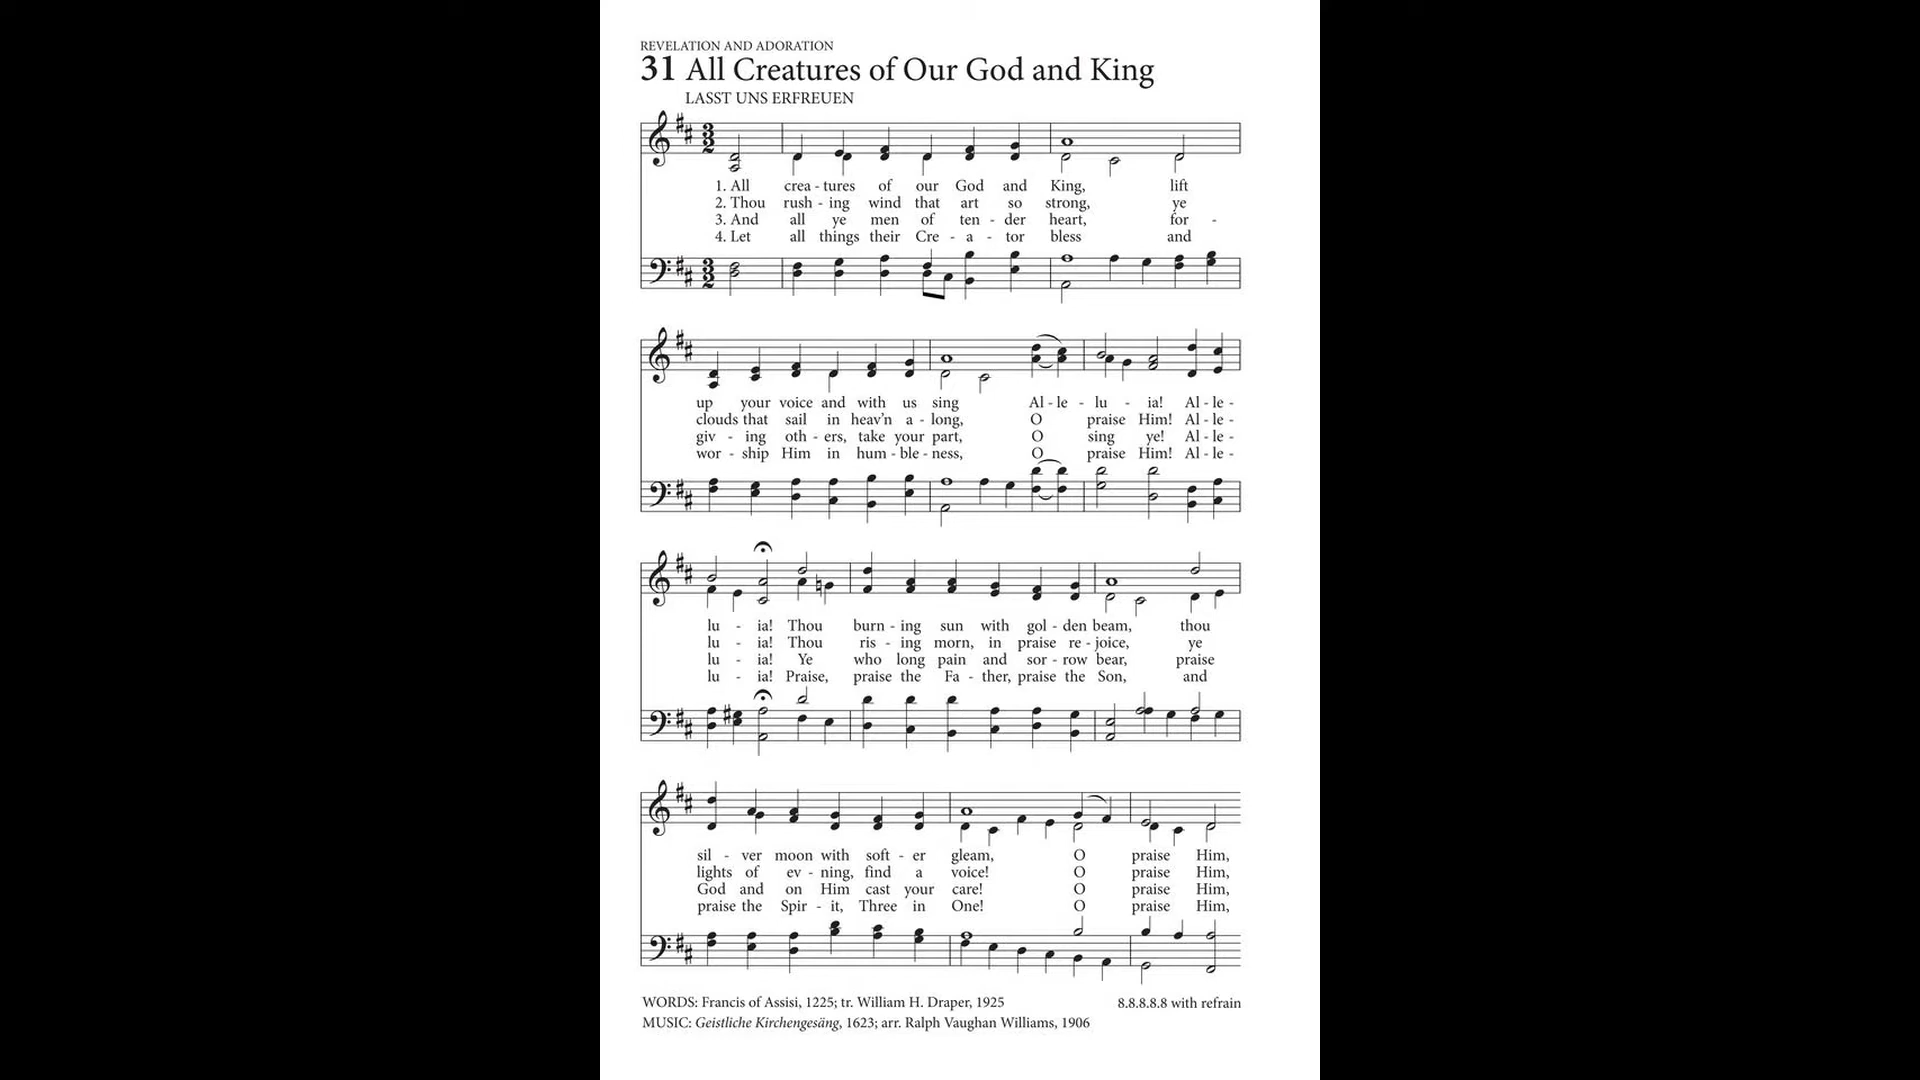 REVELATION AND ADORATION
31 All Creatures of Our God and King
LASST UNS ERFREUEN
1. All crea - tures of our God and King, lift
2. Thou rush - ing wind that art so strong, ye
3. And all ye men of ten - der heart, for -
4. Let all things their Cre - a - tor bless and
up your voice and with us sing Al - le - lu - ia! Al - le -
clouds that sail in heav'n a - long, O praise Him! Al - le -
giv - ing oth - ers, take your part, O sing ye! Al - le -
wor - ship Him in hum - ble - ness, O praise Him! Al - le -
lu - ia! Thou burn - ing sun with gol - den beam, thou
lu - ia! Thou ris - ing morn, in praise re - joice, ye
lu - ia! Ye who long pain and sor - row bear, praise
lu - ia! Praise, praise the Fa - ther, praise the Son, and
sil - ver moon with soft - er gleam, O praise Him,
lights of ev - ning, find a voice! O praise Him,
God and on Him cast your care! O praise Him,
praise the Spir - it, Three in One! O praise Him,
WORDS: Francis of Assisi, 1225; tr. William H. Draper, 1925 8.8.8.8.8 with refrain
MUSIC: Geistliche Kirchengesäng, 1623; arr. Ralph Vaughan Williams, 1906